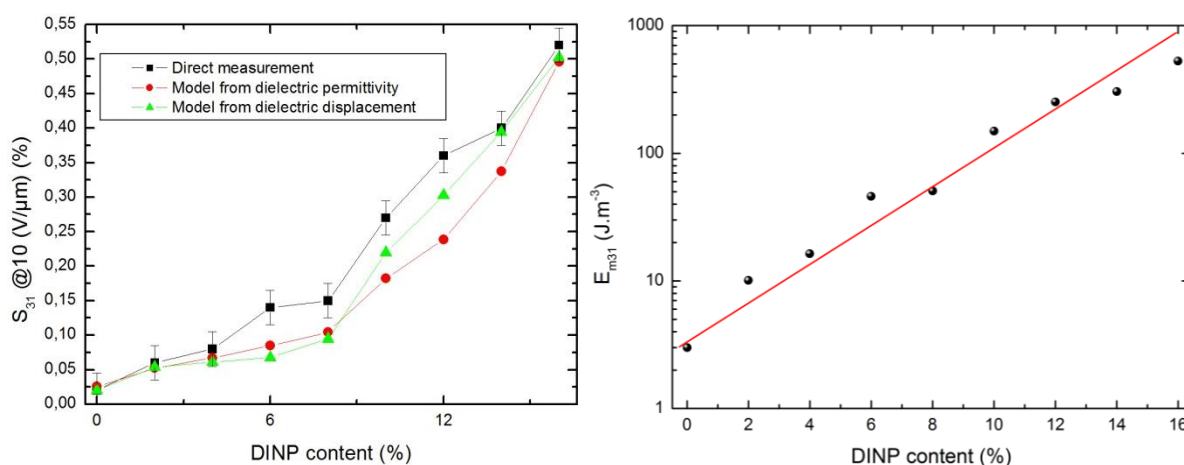 0,55
0,50
0,45
0,40
0,35
0,30
0,25
0,20
0,15
0,10
0,05
0,00
S31 @10 (V/μm) (%)
Direct measurement
Model from dielectric permittivity
Model from dielectric displacement
0 6 12
DINP content (%)
1000
100
10
1
Em31 (J.m-3)
0 2 4 6 8 10 12 14 16
DINP content (%)